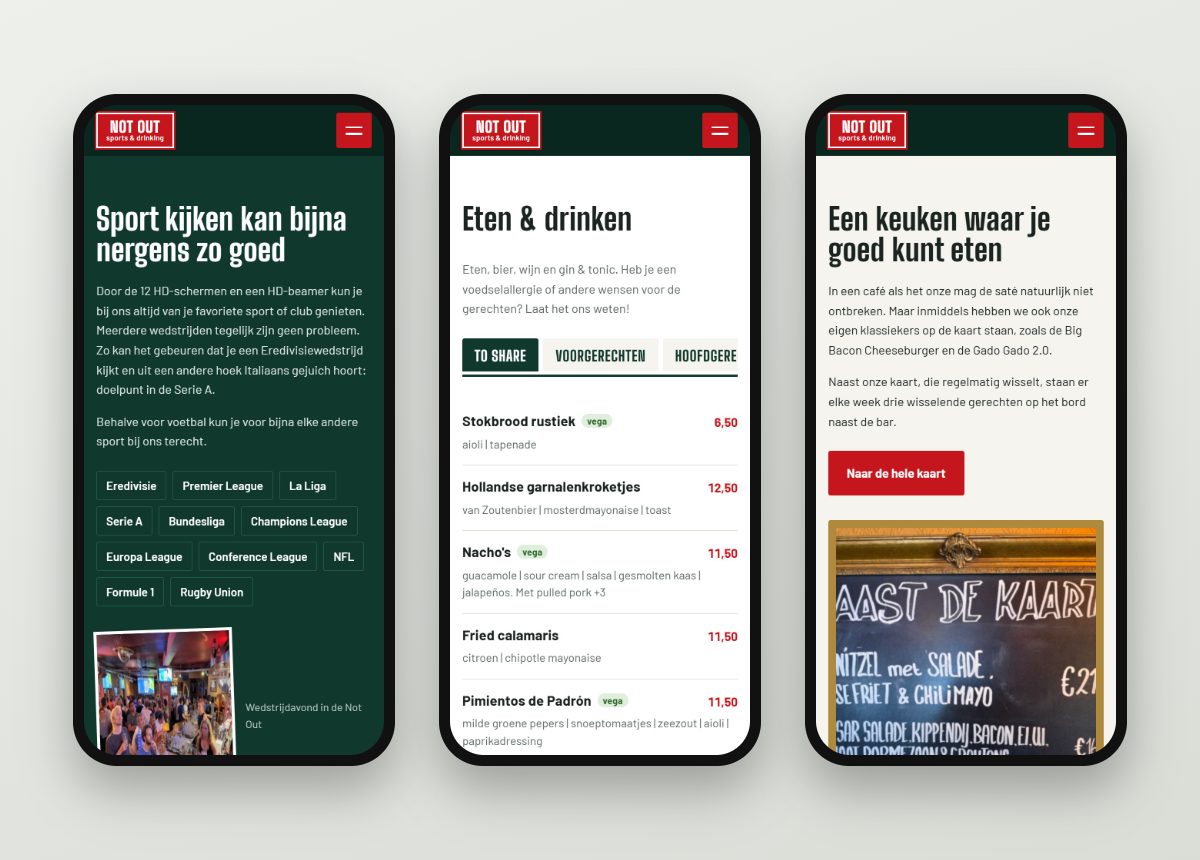 NOT OUT
sports & drinking
Sport kijken kan bijna
nergens zo goed
Door de 12 HD-schermen en een HD-beamer kun je
bij ons altijd van je favoriete sport of club genieten.
Meerdere wedstrijden tegelijk zijn geen probleem.
Zo kan het gebeuren dat je een Eredivisiewedstrijd
kijkt en uit een andere hoek Italiaans gejuich hoort:
doelpunt in de Serie A.
Behalve voor voetbal kun je voor bijna elke andere
sport bij ons terecht.
Eredivisie
Premier League
La Liga
Serie A
Bundesliga
Champions League
Europa League
Conference League
NFL
Formule 1
Rugby Union
Wedstrijdavond in de Not
Out
NOT OUT
sports & drinking
Eten & drinken
Eten, bier, wijn en gin & tonic. Heb je een
voedselallergie of andere wensen voor de
gerechten? Laat het ons weten!
TO SHARE
VOORGERECHTEN
HOOFDGERE
Stokbrood rustiek vega 6,50
aioli | tapenade
Hollandse garnalenkroketjes 12,50
van Zoutenbier | mosterdmayonaise | toast
Nacho's vega 11,50
guacamole | sour cream | salsa | gesmolten kaas |
jalapeños. Met pulled pork +3
Fried calamaris 11,50
citroen | chipotle mayonaise
Pimientos de Padrón vega 11,50
milde groene pepers | snoeptomaatjes | zeezout | aioli |
paprikadressing
NOT OUT
sports & drinking
Een keuken waar je
goed kunt eten
In een café als het onze mag de saté natuurlijk niet
ontbreken. Maar inmiddels hebben we ook onze
eigen klassiekers op de kaart staan, zoals de Big
Bacon Cheeseburger en de Gado Gado 2.0.
Naast onze kaart, die regelmatig wisselt, staan er
elke week drie wisselende gerechten op het bord
naast de bar.
Naar de hele kaart
AAST DE KAART
NITZEL met SALADE.
SEFRIET & CHiLiMAYO €21
SAR SALADE.KIPPENDIJ.BACON.EI.